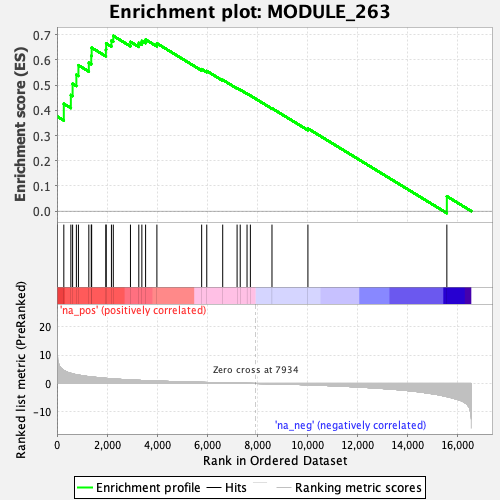 Enrichment plot: MODULE_263
Enrichment score (ES)
0.7
0.6
0.5
0.4
0.3
0.2
0.1
0.0
'na_pos' (positively correlated)
Ranked list metric (PreRanked)
20
10
0
-10
Zero cross at 7934
'na_neg' (negatively correlated)
0 2,000 4,000 6,000 8,000 10,000 12,000 14,000 16,000
Rank in Ordered Dataset
Enrichment profile Hits Ranking metric scores